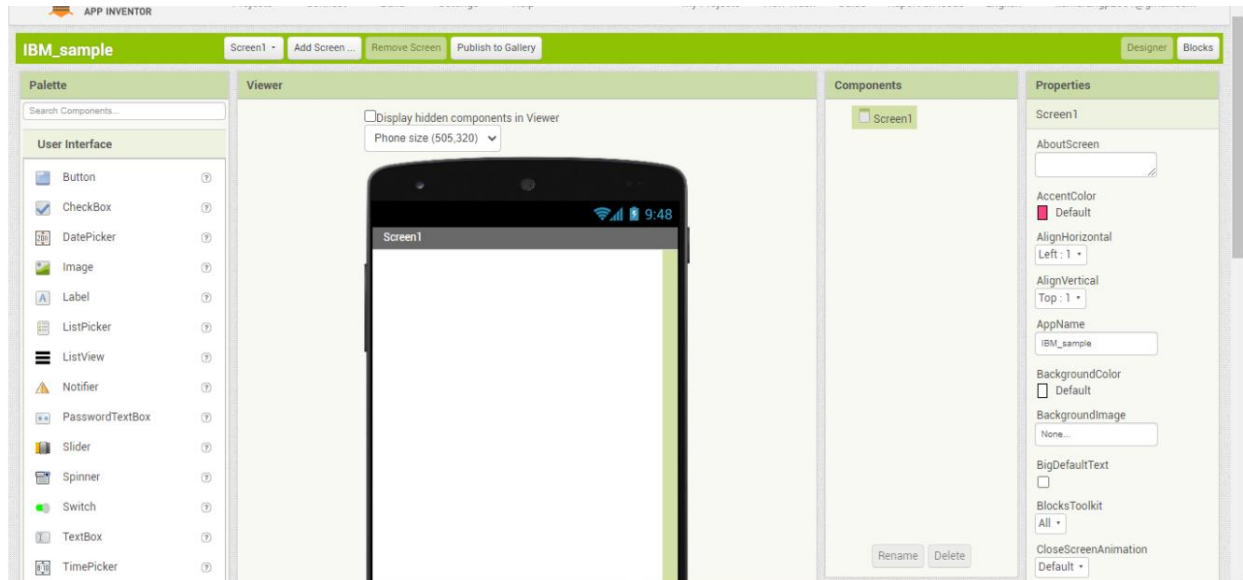 APP INVENTOR
IBM_sample
Screen1
Add Screen ...
Remove Screen
Publish to Gallery
Designer
Blocks
Palette
Search Components...
User Interface
Button
CheckBox
DatePicker
Image
Label
ListPicker
ListView
Notifier
PasswordTextBox
Slider
Spinner
Switch
TextBox
TimePicker
Viewer
Display hidden components in Viewer
Phone size (505,320)
9:48
Screen1
Components
Screen1
Rename
Delete
Properties
Screen1
AboutScreen
AccentColor
Default
AlignHorizontal
Left : 1
AlignVertical
Top : 1
AppName
IBM_sample
BackgroundColor
Default
BackgroundImage
None...
BigDefaultText
BlocksToolkit
All
CloseScreenAnimation
Default